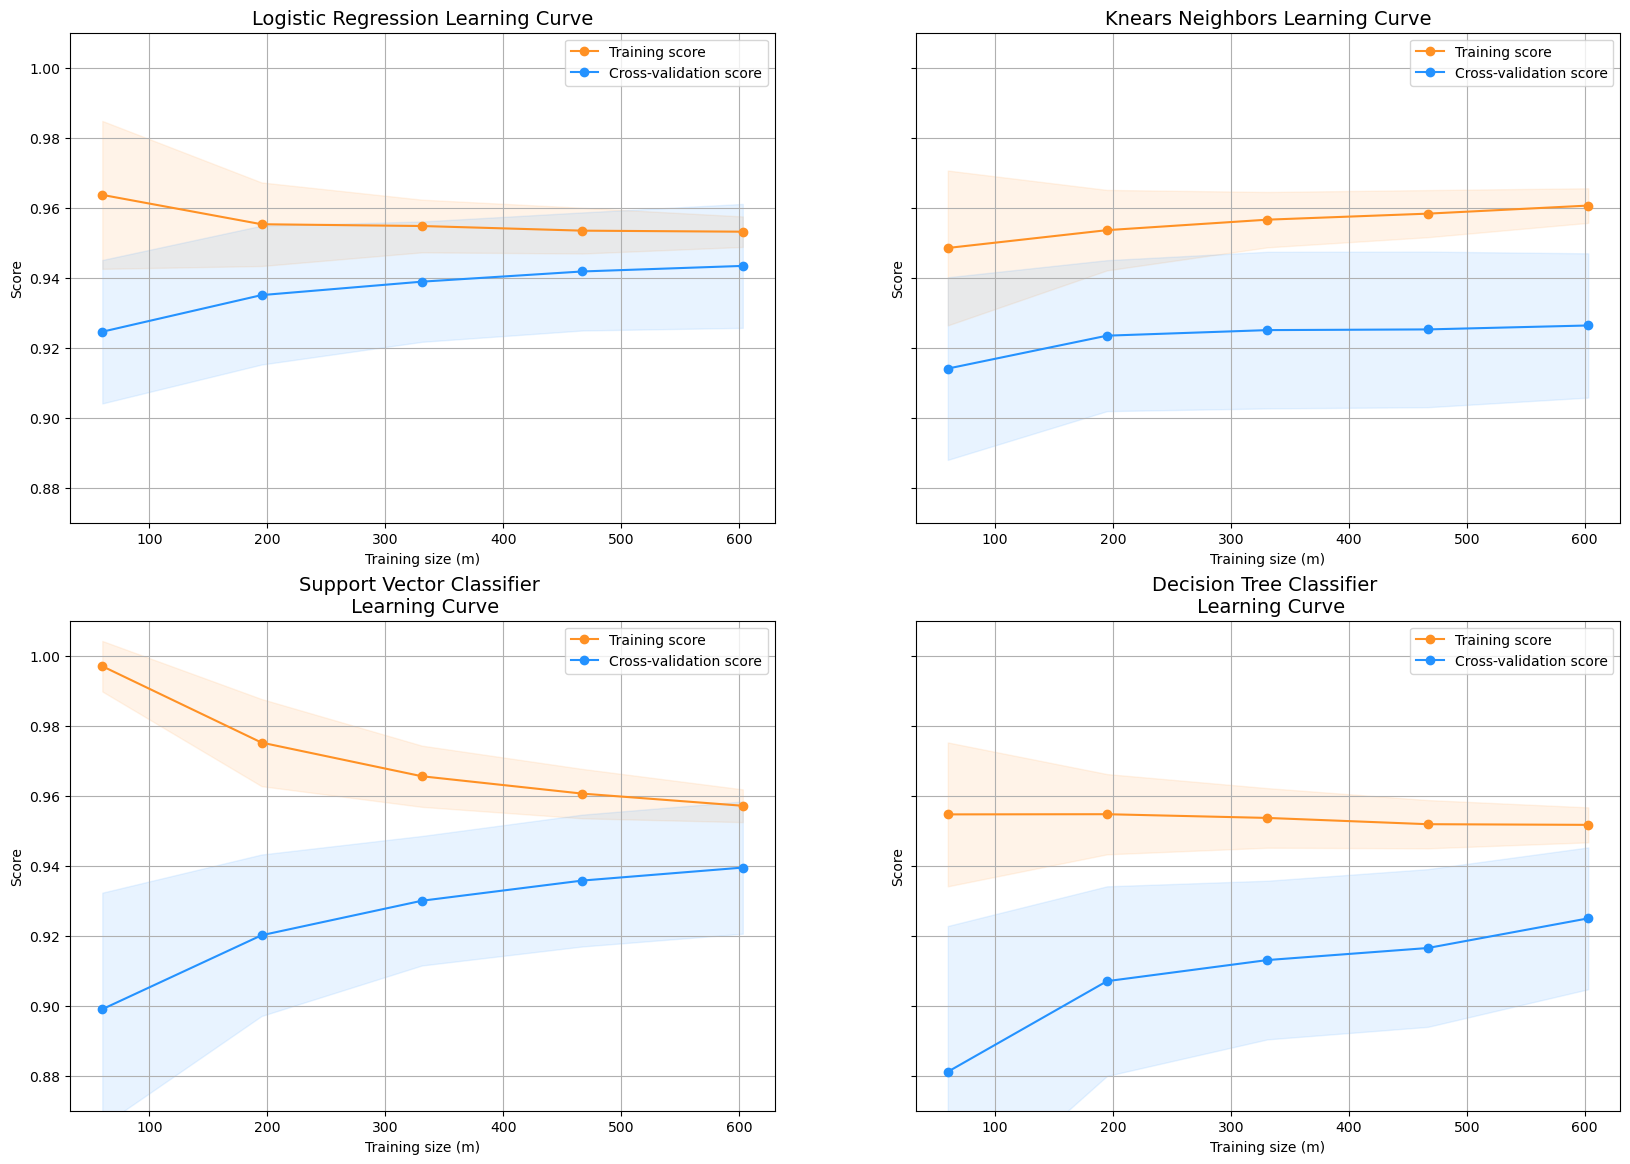 Logistic Regression Learning Curve
Training score
Cross-validation score
1.00
0.98
0.96
0.94
0.92
0.90
0.88
Score
100 200 300 400 500 600
Training size (m)
Knears Neighbors Learning Curve
Training score
Cross-validation score
Score
100 200 300 400 500 600
Training size (m)
Support Vector Classifier
Learning Curve
Training score
Cross-validation score
1.00
0.98
0.96
0.94
0.92
0.90
0.88
Score
100 200 300 400 500 600
Training size (m)
Decision Tree Classifier
Learning Curve
Training score
Cross-validation score
Score
100 200 300 400 500 600
Training size (m)